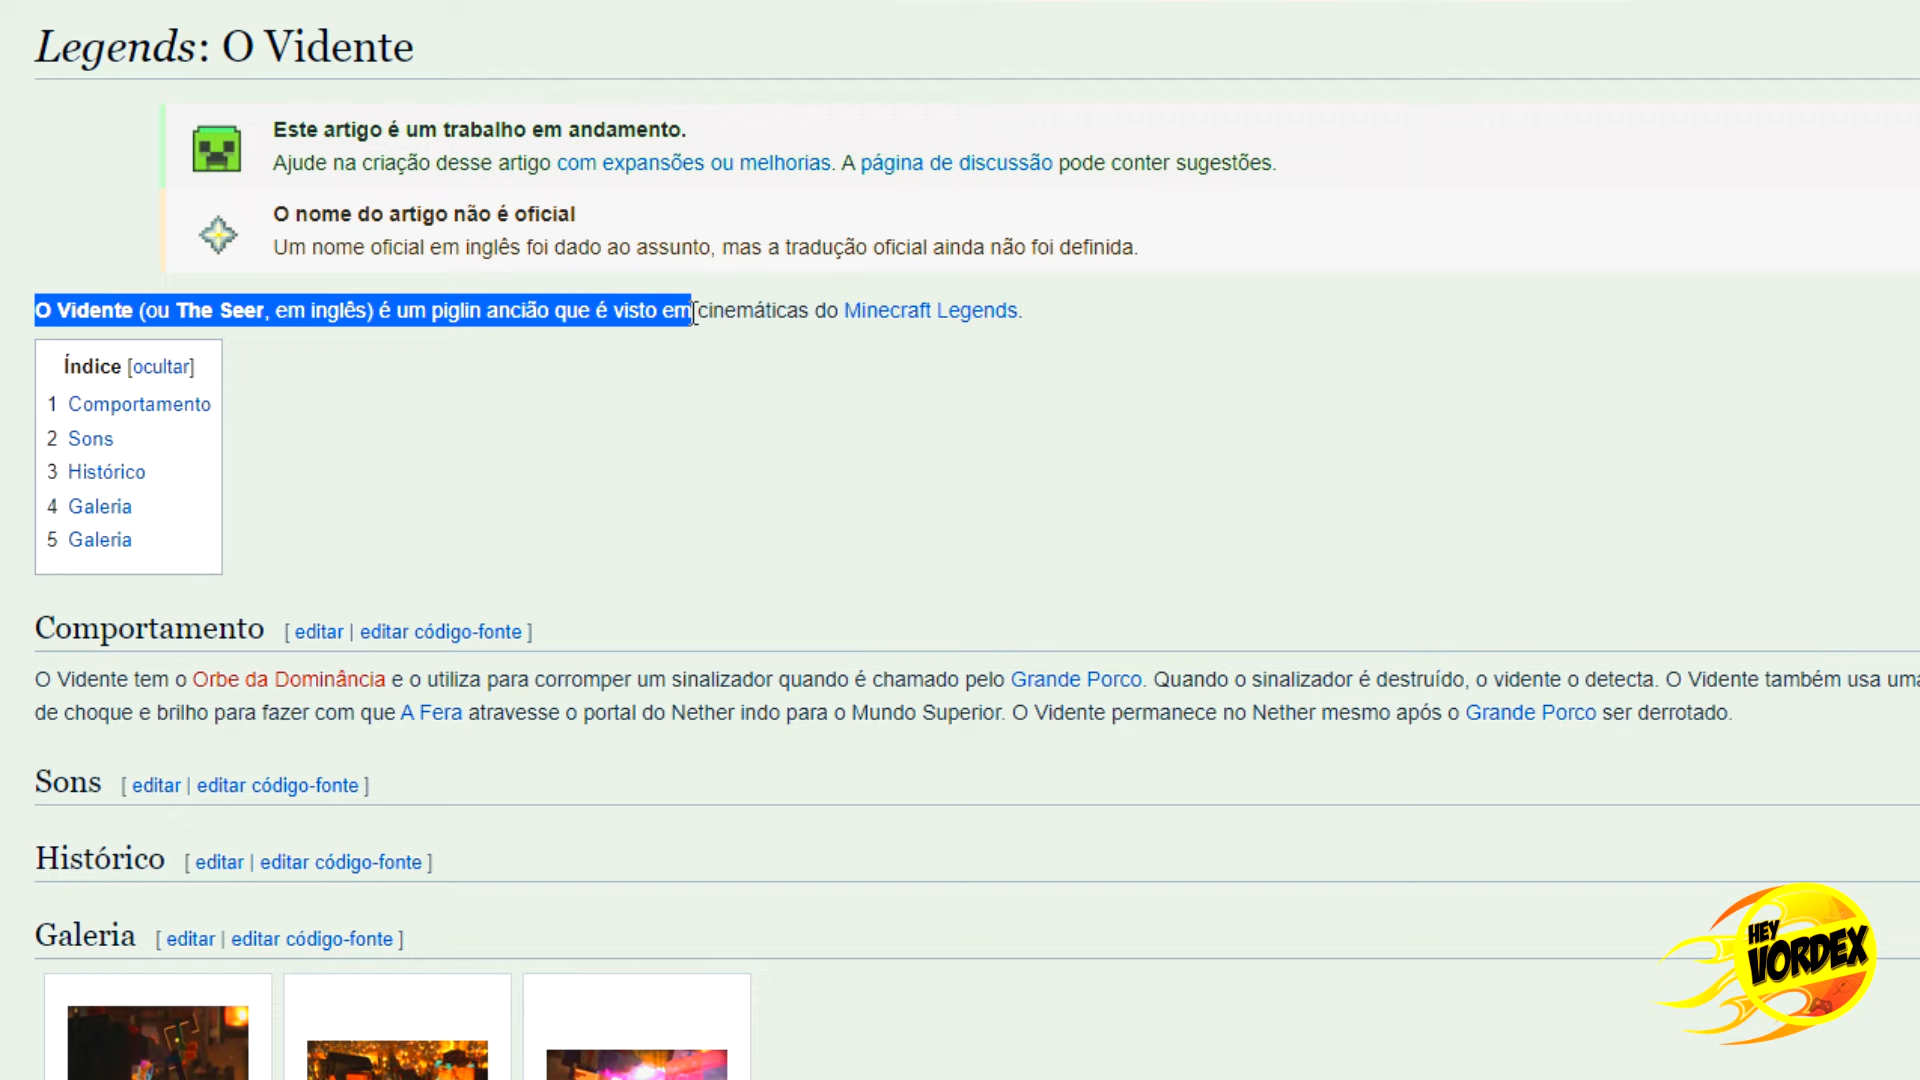 Legends: O Vidente
Este artigo é um trabalho em andamento.
Ajude na criação desse artigo com expansões ou melhorias. A página de discussão pode conter sugestões.
O nome do artigo não é oficial
Um nome oficial em inglês foi dado ao assunto, mas a tradução oficial ainda não foi definida.
O Vidente (ou The Seer, em inglês) é um piglin ancião que é visto em cinemáticas do Minecraft Legends.
Índice [ocultar]
1 Comportamento
2 Sons
3 Histórico
4 Galeria
5 Galeria
Comportamento [ editar | editar código-fonte ]
O Vidente tem o Orbe da Dominância e o utiliza para corromper um sinalizador quando é chamado pelo Grande Porco. Quando o sinalizador é destruído, o vidente o detecta. O Vidente também usa uma
de choque e brilho para fazer com que A Fera atravesse o portal do Nether indo para o Mundo Superior. O Vidente permanece no Nether mesmo após o Grande Porco ser derrotado.
Sons [ editar | editar código-fonte ]
Histórico [ editar | editar código-fonte ]
Galeria [ editar | editar código-fonte ]
HEY
VORDEX